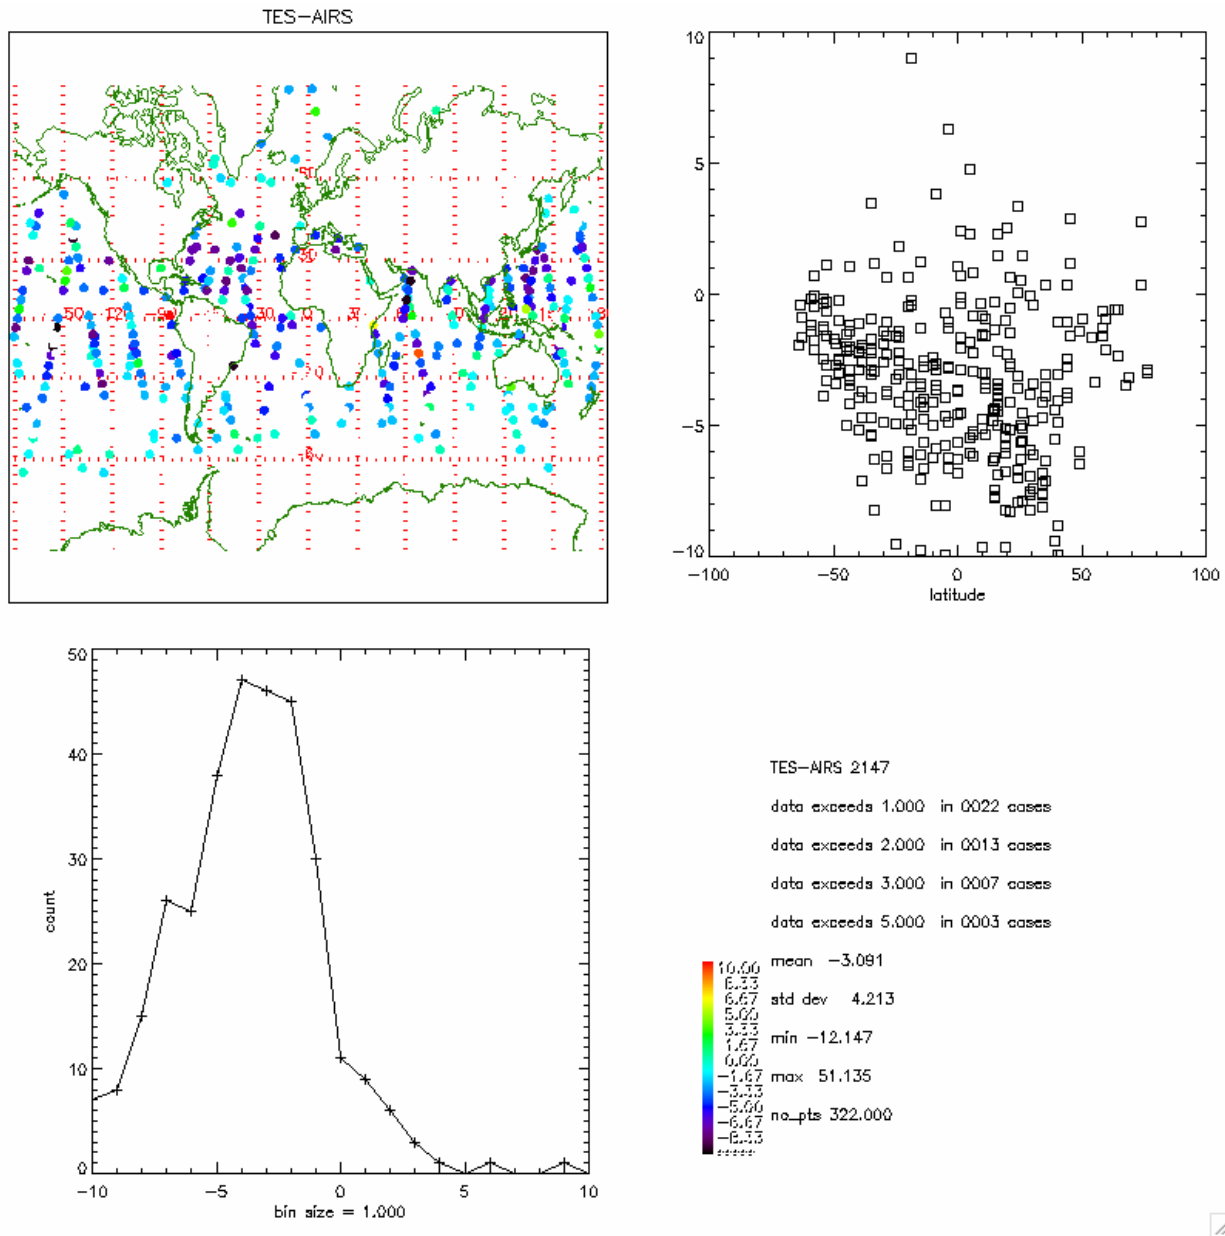 TES-AIRS
10
5
0
-5
-10
-100
-50
0
50
100
latitude
50
40
30
20
10
0
count
-10
-5
0
5
10
bin size = 1.000
TES-AIRS 2147
data exceeds 1.000 in 0022 cases
data exceeds 2.000 in 0013 cases
data exceeds 3.000 in 0007 cases
data exceeds 5.000 in 0003 cases
mean -3.091
std dev 4.213
min -12.147
max 51.135
no_pts 322.000
10.00
8.33
6.67
5.00
3.33
1.67
0.00
-1.67
-3.33
-5.00
-6.67
-8.33
*****